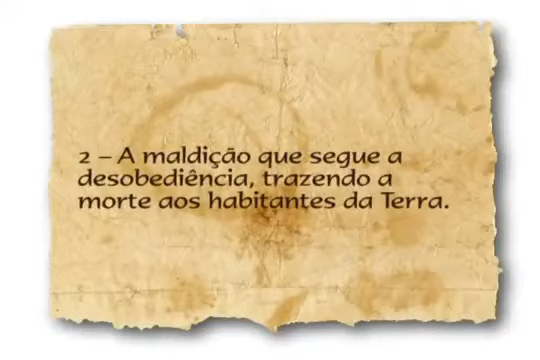 2 – A maldição que segue a
desobediência, trazendo a
morte aos habitantes da Terra.